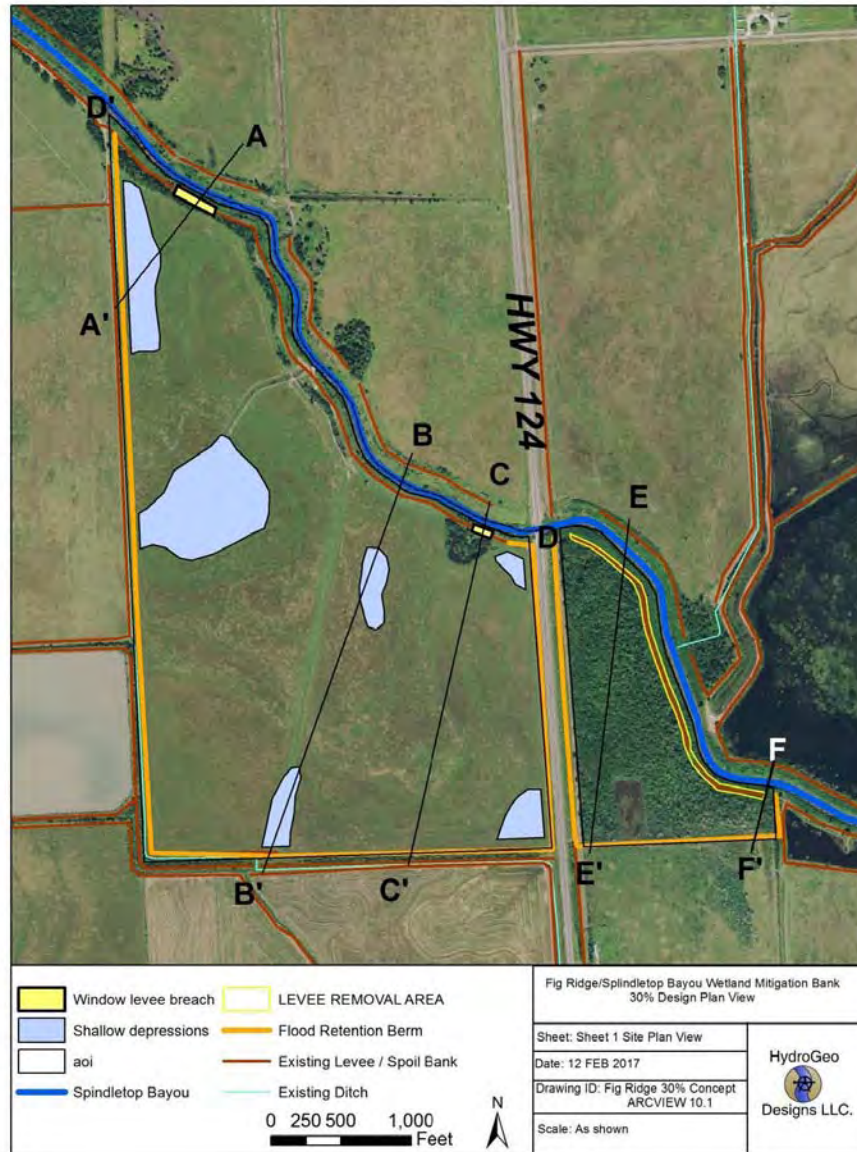 D'
A
A'
HWY 124
B
C
D
E
F
B'
C'
E'
F'
Window levee breach
Shallow depressions
aoi
Spindletop Bayou
LEVEE REMOVAL AREA
Flood Retention Berm
Existing Levee / Spoil Bank
Existing Ditch
0 250 500 1,000
Feet
N
Fig Ridge/Splindletop Bayou Wetland Mitigation Bank
30% Design Plan View
Sheet: Sheet 1 Site Plan View
Date: 12 FEB 2017
Drawing ID: Fig Ridge 30% Concept
ARCVIEW 10.1
Scale: As shown
HydroGeo
Designs LLC.